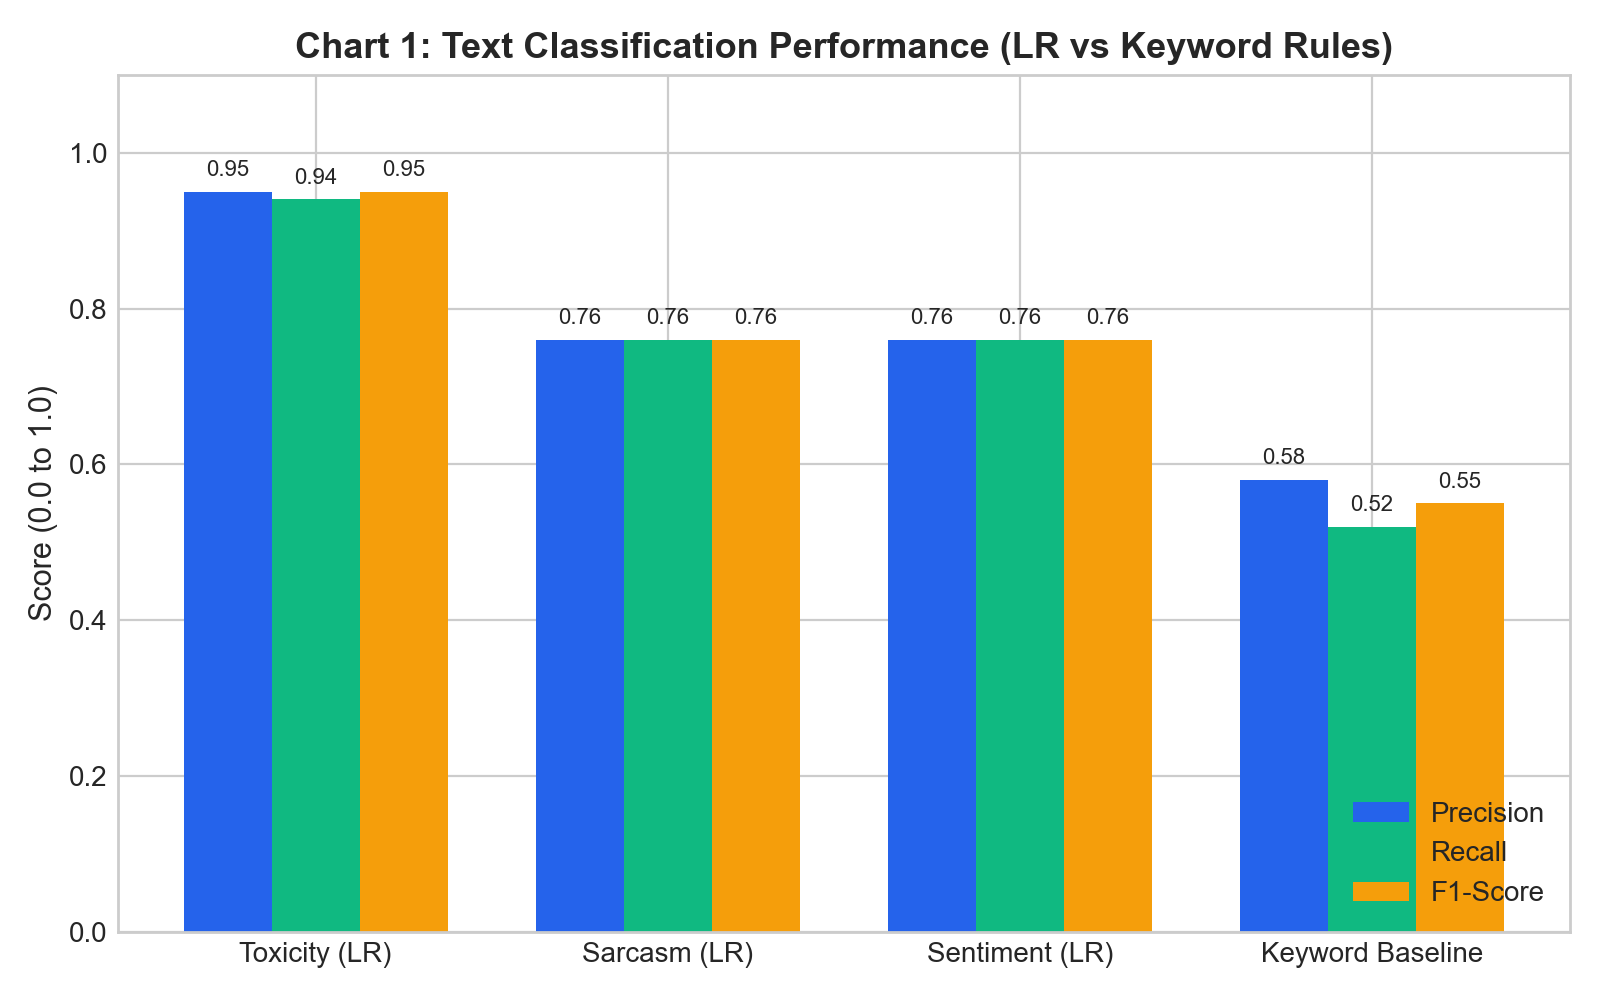 Chart 1: Text Classification Performance (LR vs Keyword Rules)
Score (0.0 to 1.0)
1.0
0.8
0.6
0.4
0.2
0.0
0.95 0.94 0.95
0.76 0.76 0.76
0.76 0.76 0.76
0.58 0.52 0.55
Precision
Recall
F1-Score
Toxicity (LR) Sarcasm (LR) Sentiment (LR) Keyword Baseline